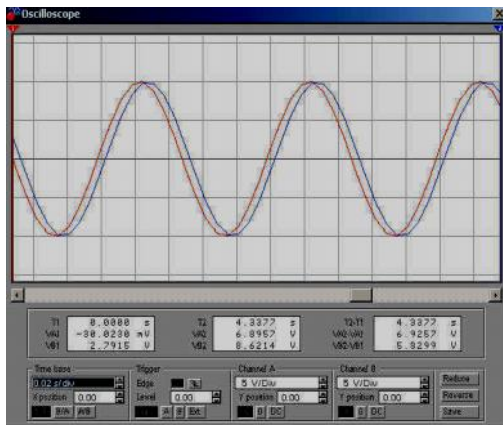 Oscilloscope
T1 0.0000 s
VA1 -30.0230 mV
VB1 2.7915 V
T2 4.3377 s
VA2 6.8957 V
VB2 8.6214 V
T2-T1 4.3377 s
VA2-VA1 6.9257 V
VB2-VB1 5.8299 V
Time base
0.02 s/div
X position 0.00
B/A A/B
Trigger
Edge
Level 0.00
A B Ext
Channel A
5 V/Div
Y position 0.00
0 DC
Channel B
5 V/Div
Y position 0.00
0 DC
Reduce
Reverse
Save